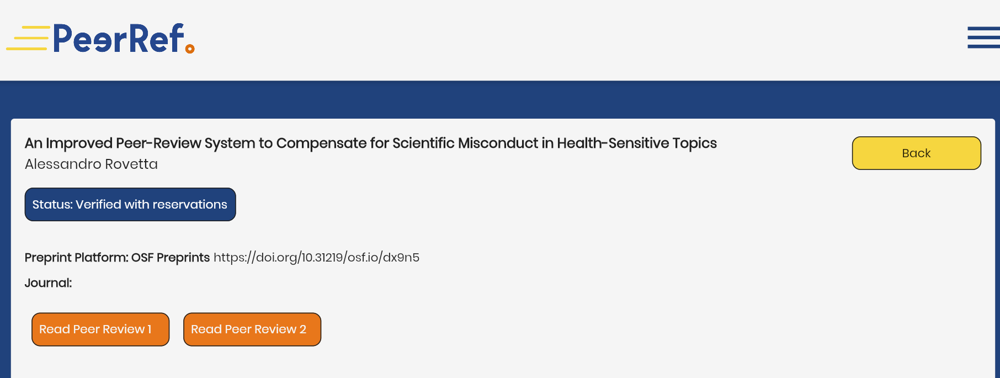 PeerRef.
An Improved Peer-Review System to Compensate for Scientific Misconduct in Health-Sensitive Topics
Alessandro Rovetta
Back
Status: Verified with reservations
Preprint Platform: OSF Preprints https://doi.org/10.31219/osf.io/dx9n5
Journal:
Read Peer Review 1
Read Peer Review 2